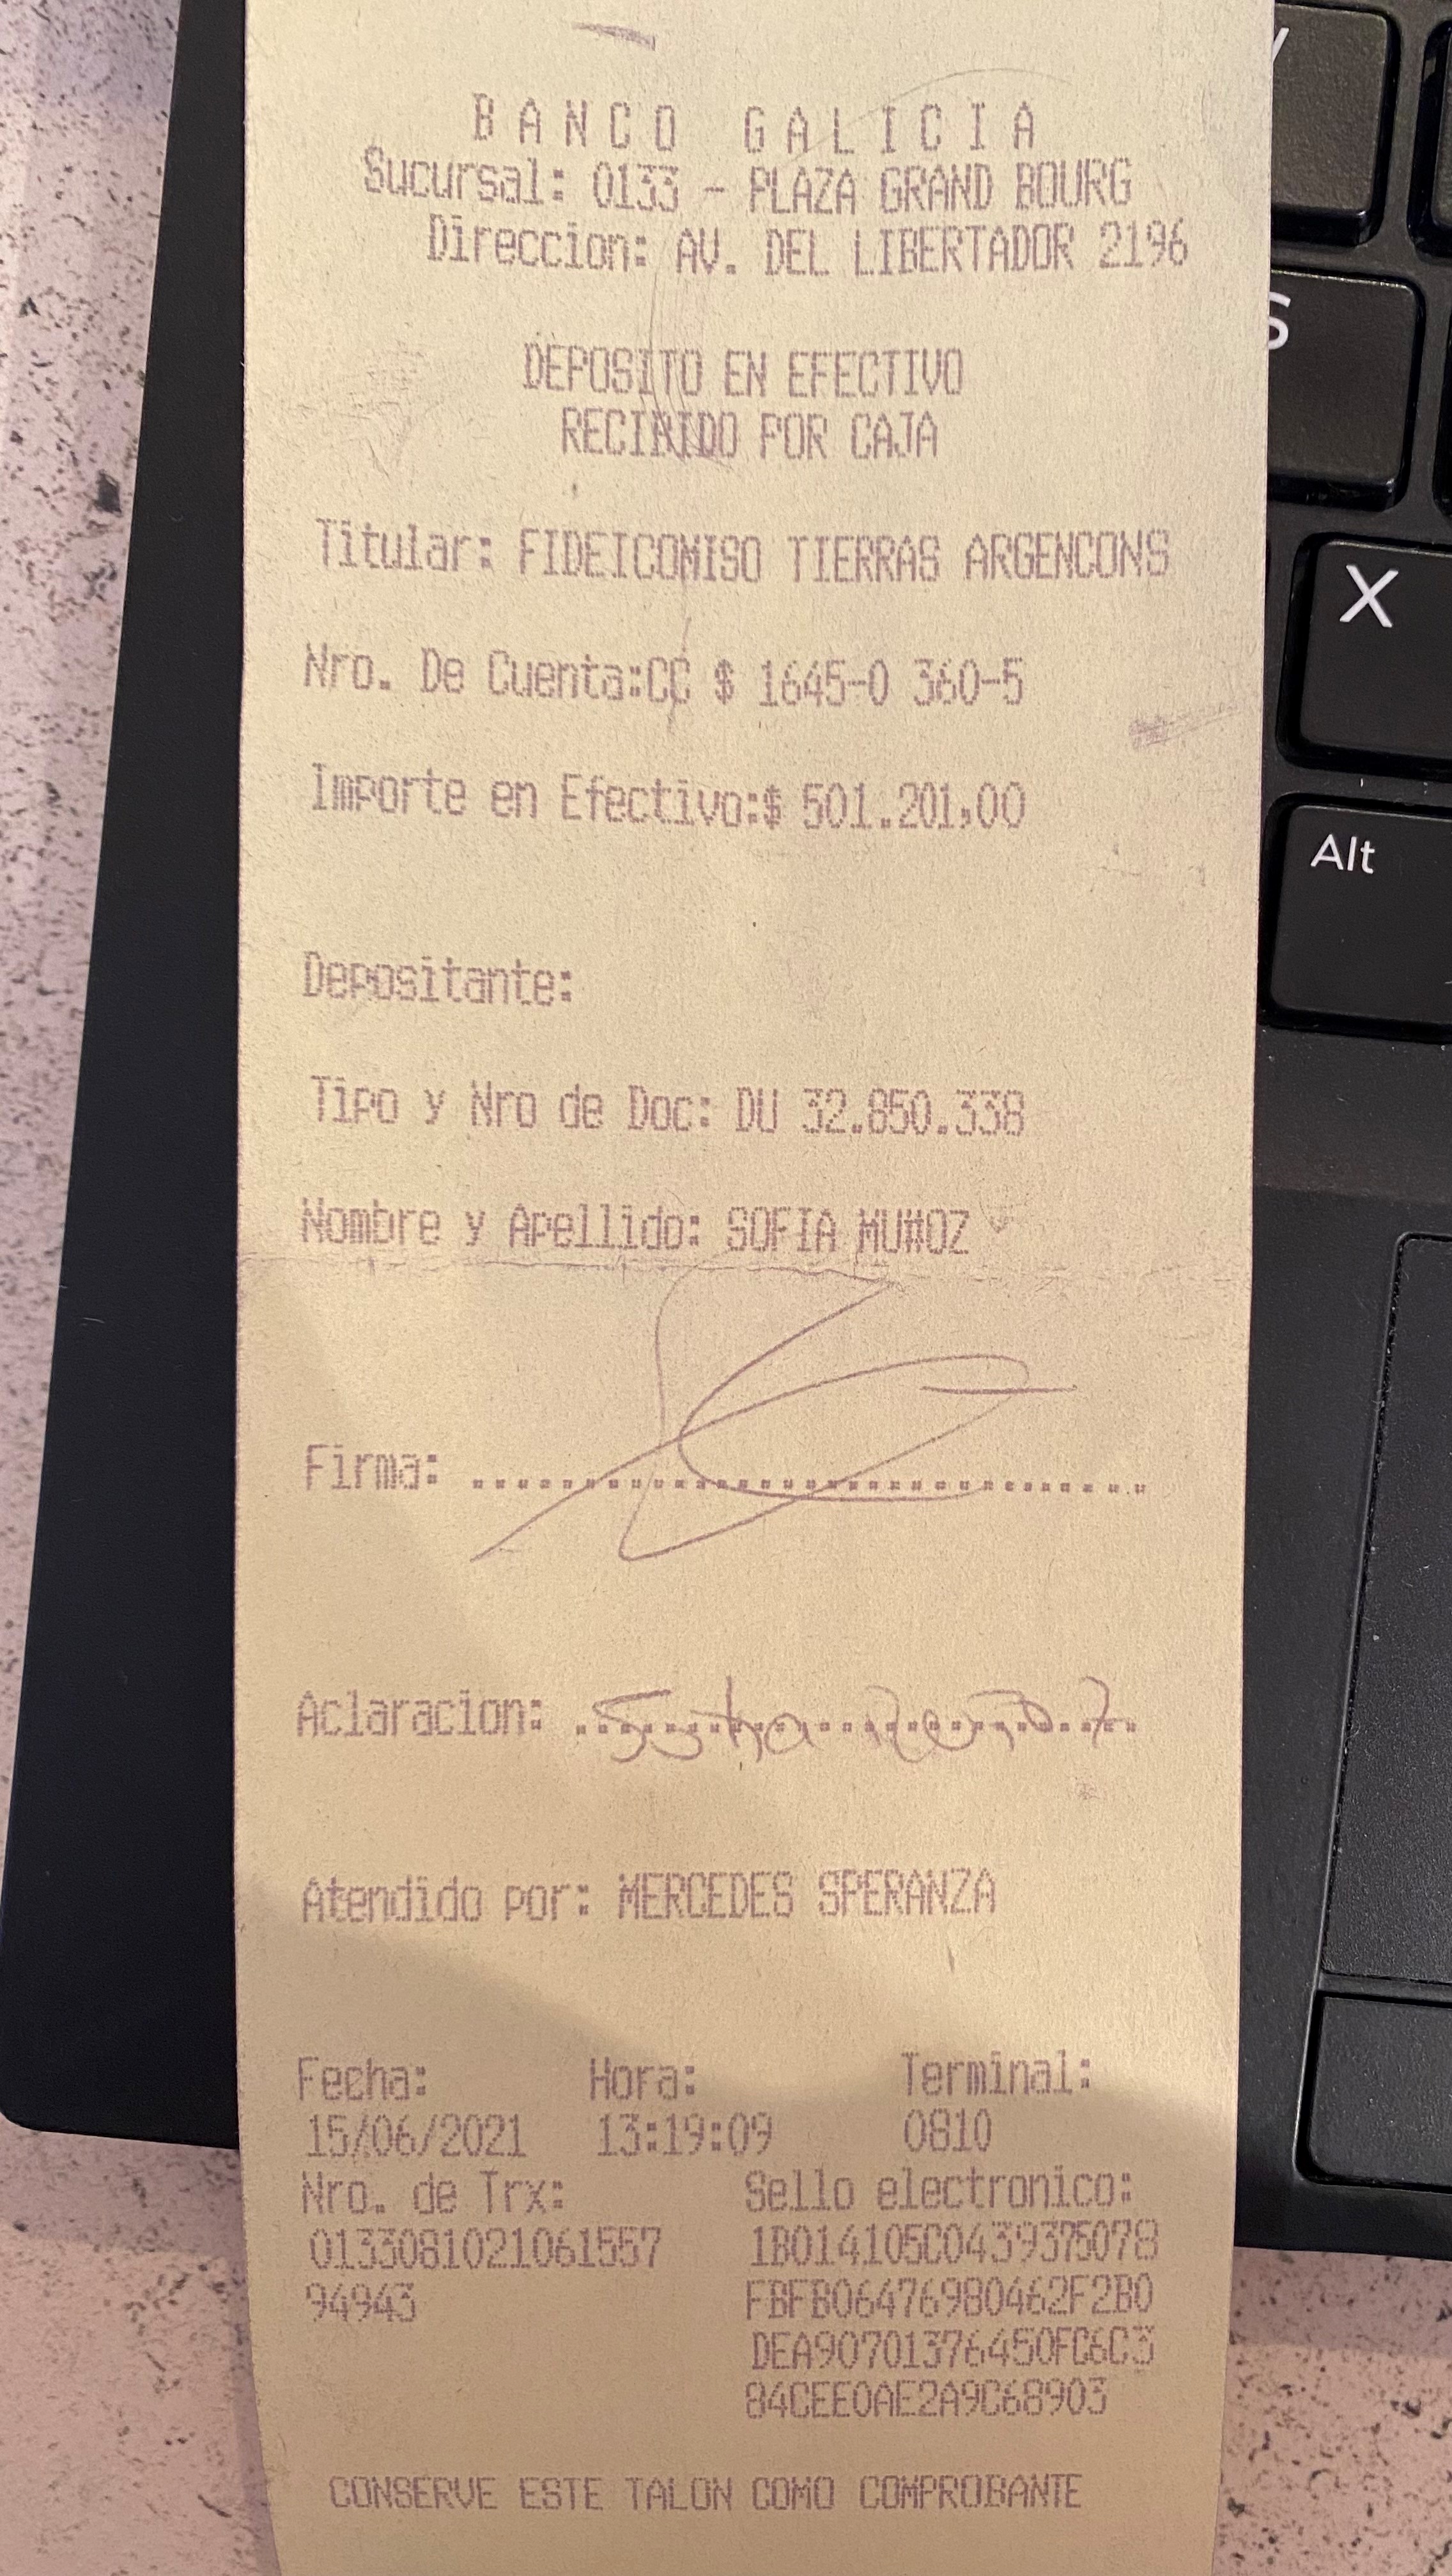 BANCO GALICIA
Sucursal: 0133 - PLAZA GRAND BOURG
Direccion: AV. DEL LIBERTADOR 2196
DEPOSITO EN EFECTIVO
RECIBIDO POR CAJA
Titular: FIDEICOMISO TIERRAS ARGENCONS
Nro. De Cuenta:CC $ 1645-0 360-5
Importe en Efectivo:$ 501.201,00
Depositante:
Tipo y Nro de Doc: DU 32.850.338
Nombre y Apellido: SOFIA MU#OZ
Firma:
Aclaracion:
Atendido por: MERCEDES SPERANZA
Fecha: Hora: Terminal:
15/06/2021 13:19:09 0810
Nro. de Trx: Sello electronico:
0133081021061557 1B014105C0439375078
94943 FBFB06476980462F2B0
DEA90701376450FC6C3
84CEE0AE2A9C68903
CONSERVE ESTE TALON COMO COMPROBANTE
X
Alt
S